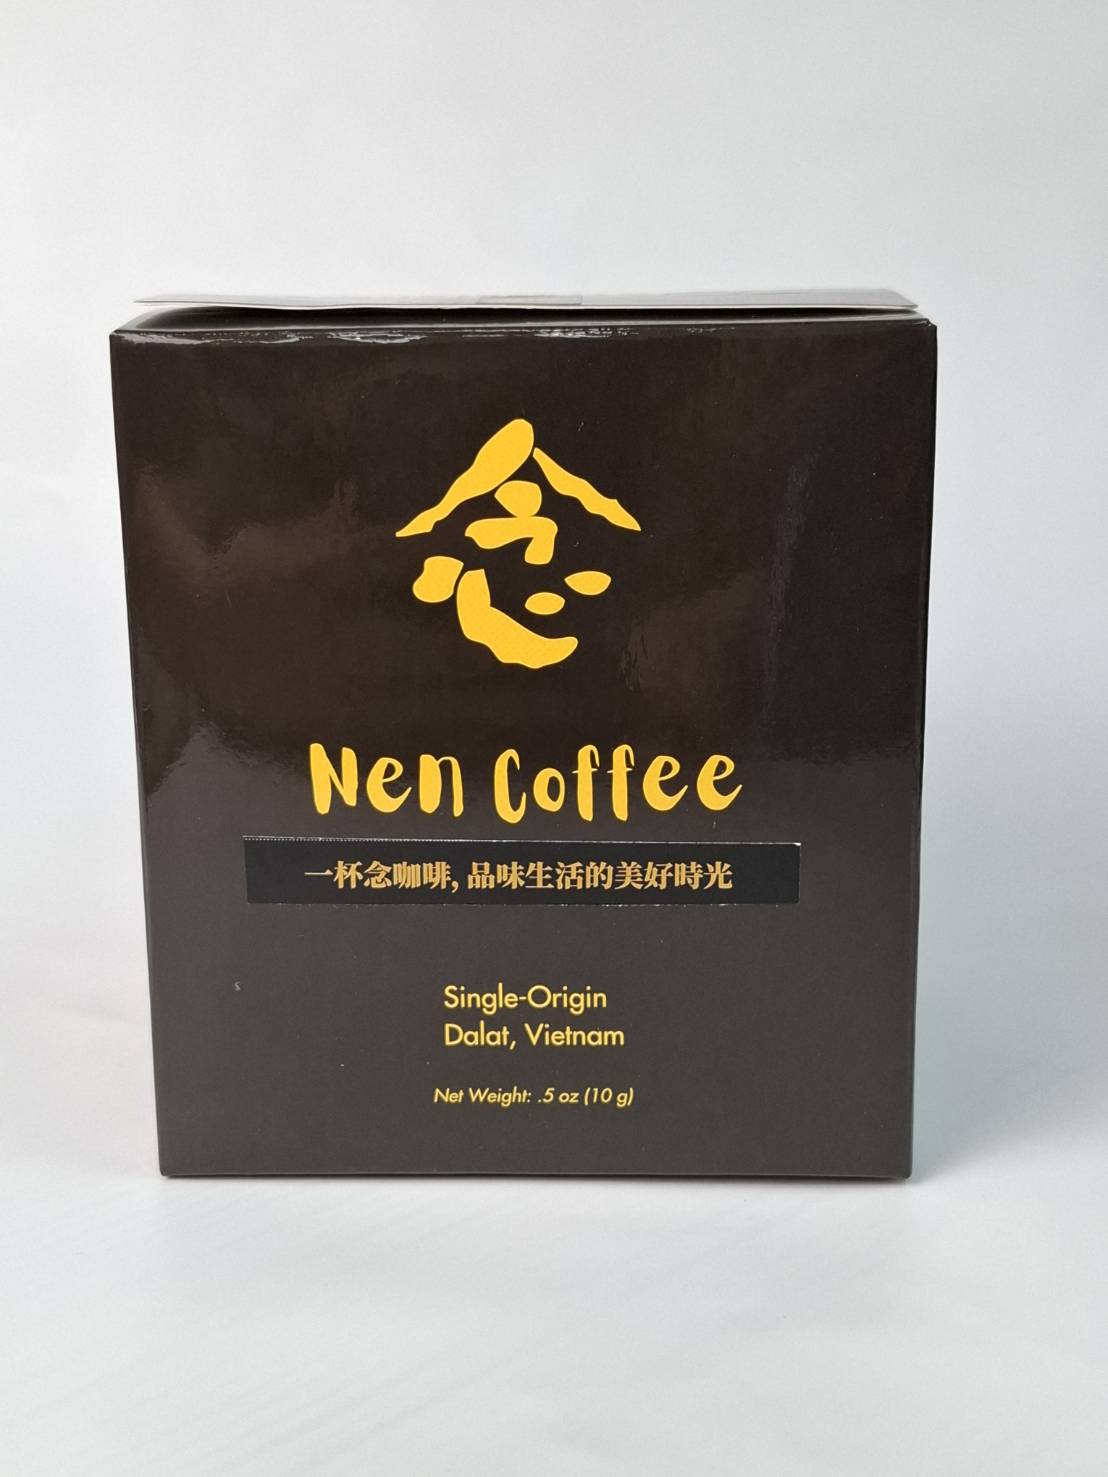 念
Nen Coffee
一杯念咖啡, 品味生活的美好時光
Single-Origin
Dalat, Vietnam
Net Weight: .5 oz (10 g)